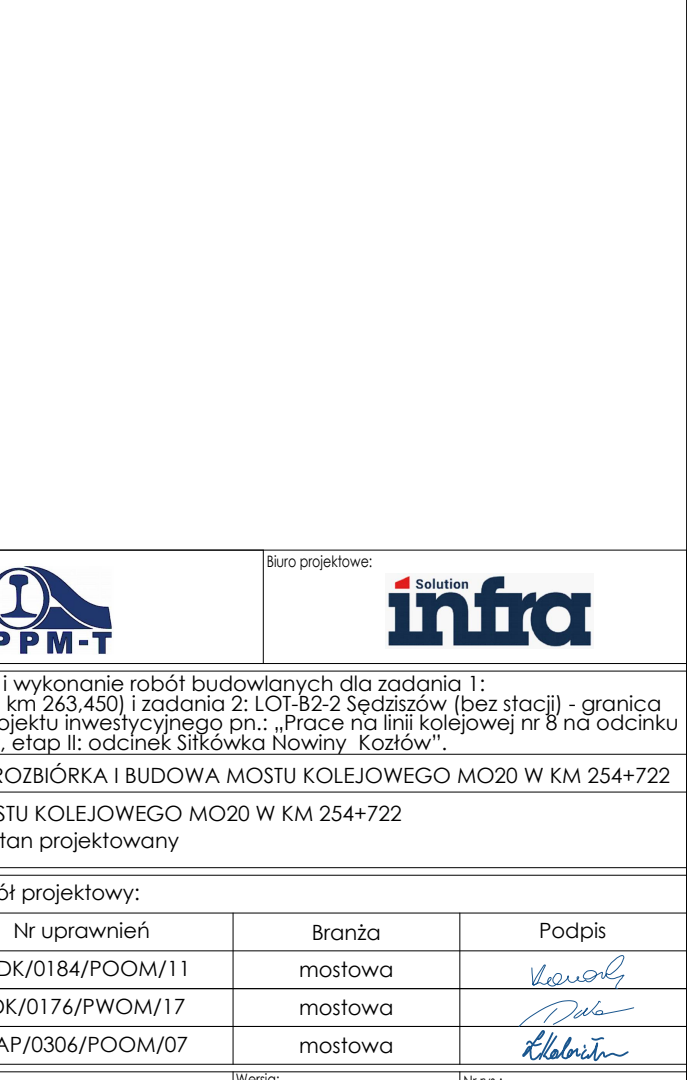 PPM-T
Biuro projektowe:
Solution
infra
i wykonanie robót budowlanych dla zadania 1:
km 263,450) i zadania 2: LOT-B2-2 Sędziszów (bez stacji) - granica
ojektu inwestycyjnego pn.: „Prace na linii kolejowej nr 8 na odcinku
, etap II: odcinek Sitkówka Nowiny Kozłów”.
ROZBIÓRKA I BUDOWA MOSTU KOLEJOWEGO MO20 W KM 254+722
STU KOLEJOWEGO MO20 W KM 254+722
tan projektowany
ół projektowy:
Nr uprawnień Branża Podpis
DK/0184/POOM/11 mostowa
DK/0176/PWOM/17 mostowa
AP/0306/POOM/07 mostowa
Wersja: